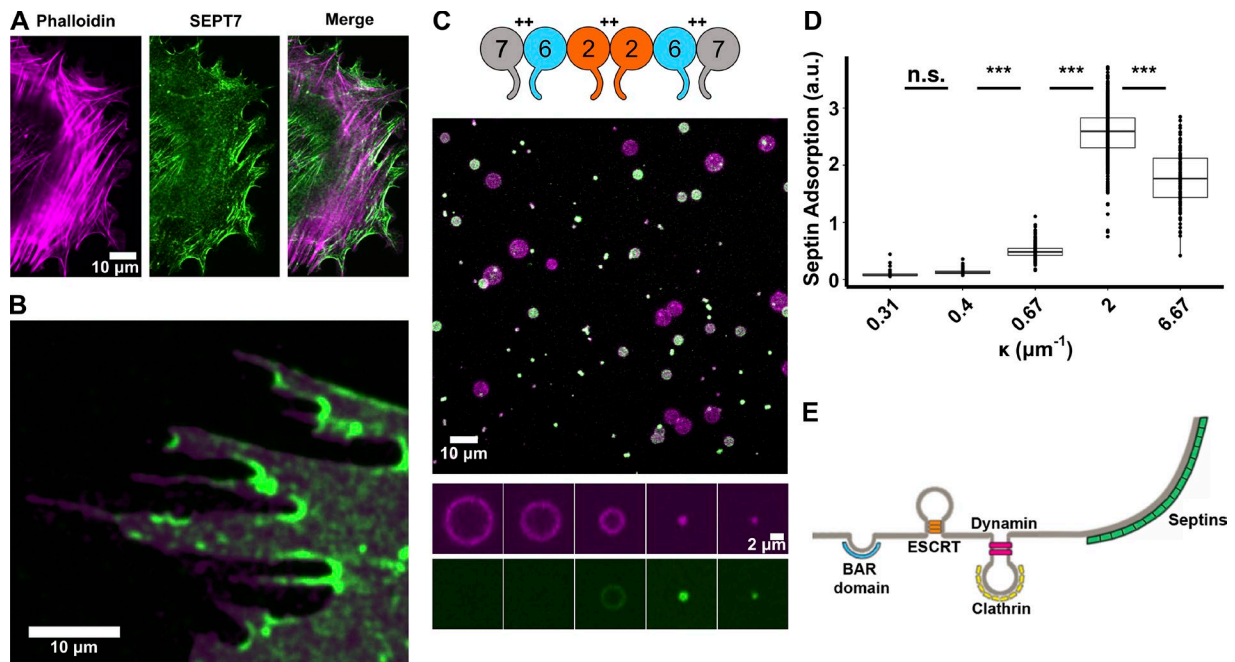 A
Phalloidin
SEPT7
Merge
10 µm
B
10 µm
C
++
++
++
7
6
2
2
6
7
10 µm
2 µm
D
n.s.
***
***
***
Septin Adsorption (a.u.)
3
2
1
0
0.31
0.4
0.67
2
6.67
κ (µm-1)
E
BAR
domain
ESCRT
Dynamin
Clathrin
Septins